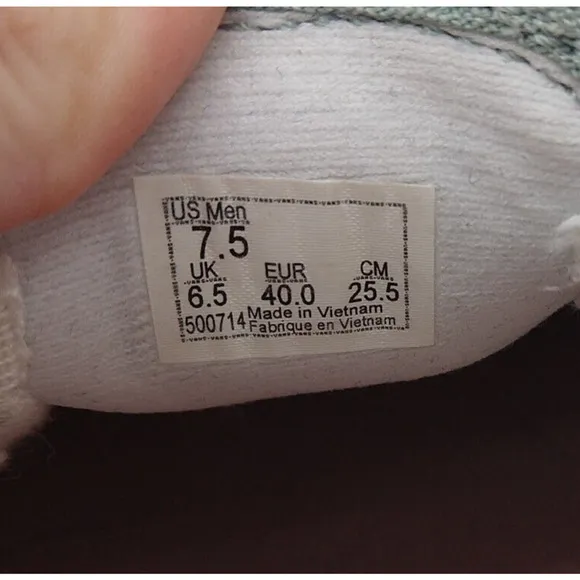 US Men
7.5
UK EUR CM
6.5 40.0 25.5
500714 Made in Vietnam
Fabrique en Vietnam